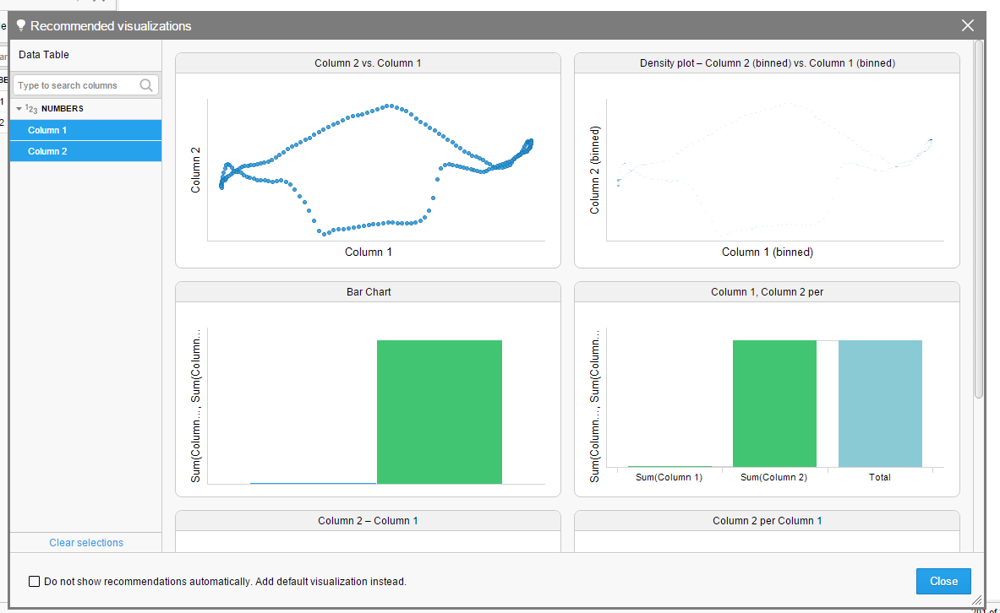 Recommended visualizations
Data Table
Type to search columns
123 NUMBERS
Column 1
Column 2
Clear selections
Column 2 vs. Column 1
Column 2
Column 1
Density plot – Column 2 (binned) vs. Column 1 (binned)
Column 2 (binned)
Column 1 (binned)
Bar Chart
Sum(Column..., Sum(Column...
Column 1, Column 2 per
Sum(Column..., Sum(Column...
Sum(Column 1) Sum(Column 2) Total
Column 2 – Column 1
Column 2 per Column 1
Do not show recommendations automatically. Add default visualization instead.
Close